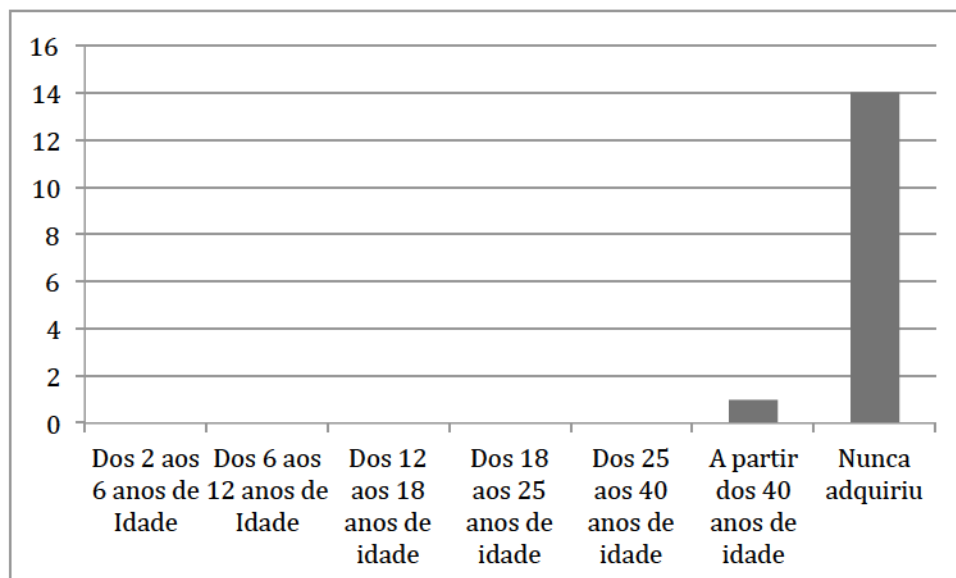 16
14
12
10
8
6
4
2
0
Dos 2 aos
6 anos de
Idade
Dos 6 aos
12 anos de
Idade
Dos 12
aos 18
anos de
idade
Dos 18
aos 25
anos de
idade
Dos 25
aos 40
anos de
idade
A partir
dos 40
anos de
idade
Nunca
adquiriu